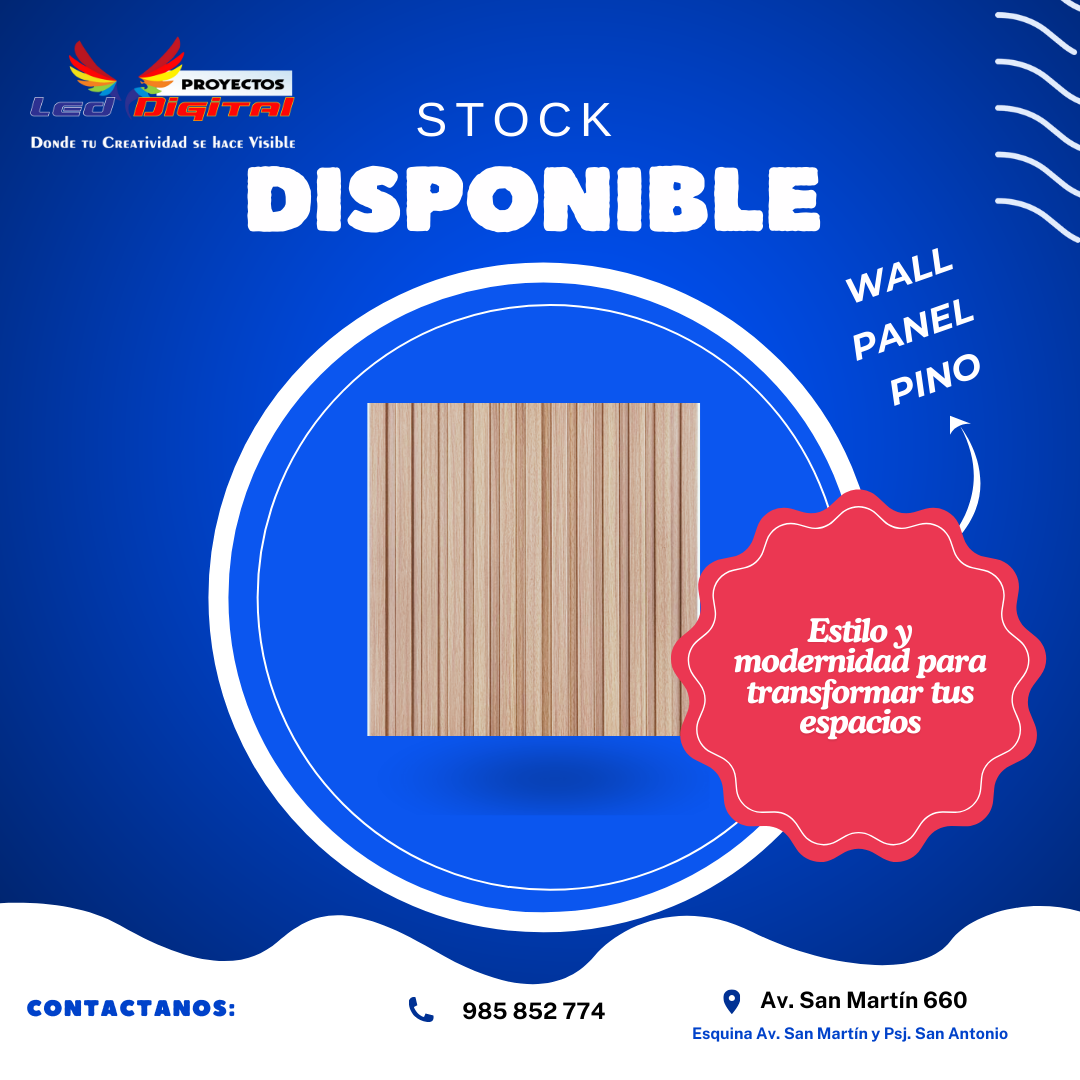 PROYECTOS
Led Digital
Donde tu Creatividad se hace Visible
STOCK
DISPONIBLE
WALL
PANEL
PINO
Estilo y
modernidad para
transformar tus
espacios
CONTACTANOS:
985 852 774
Av. San Martín 660
Esquina Av. San Martín y Psj. San Antonio